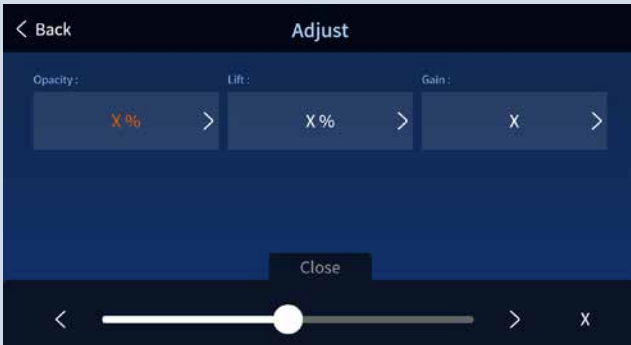 < Back
Adjust
Opacity :
Lift :
Gain :
X % >
X % >
X >
Close
< > X